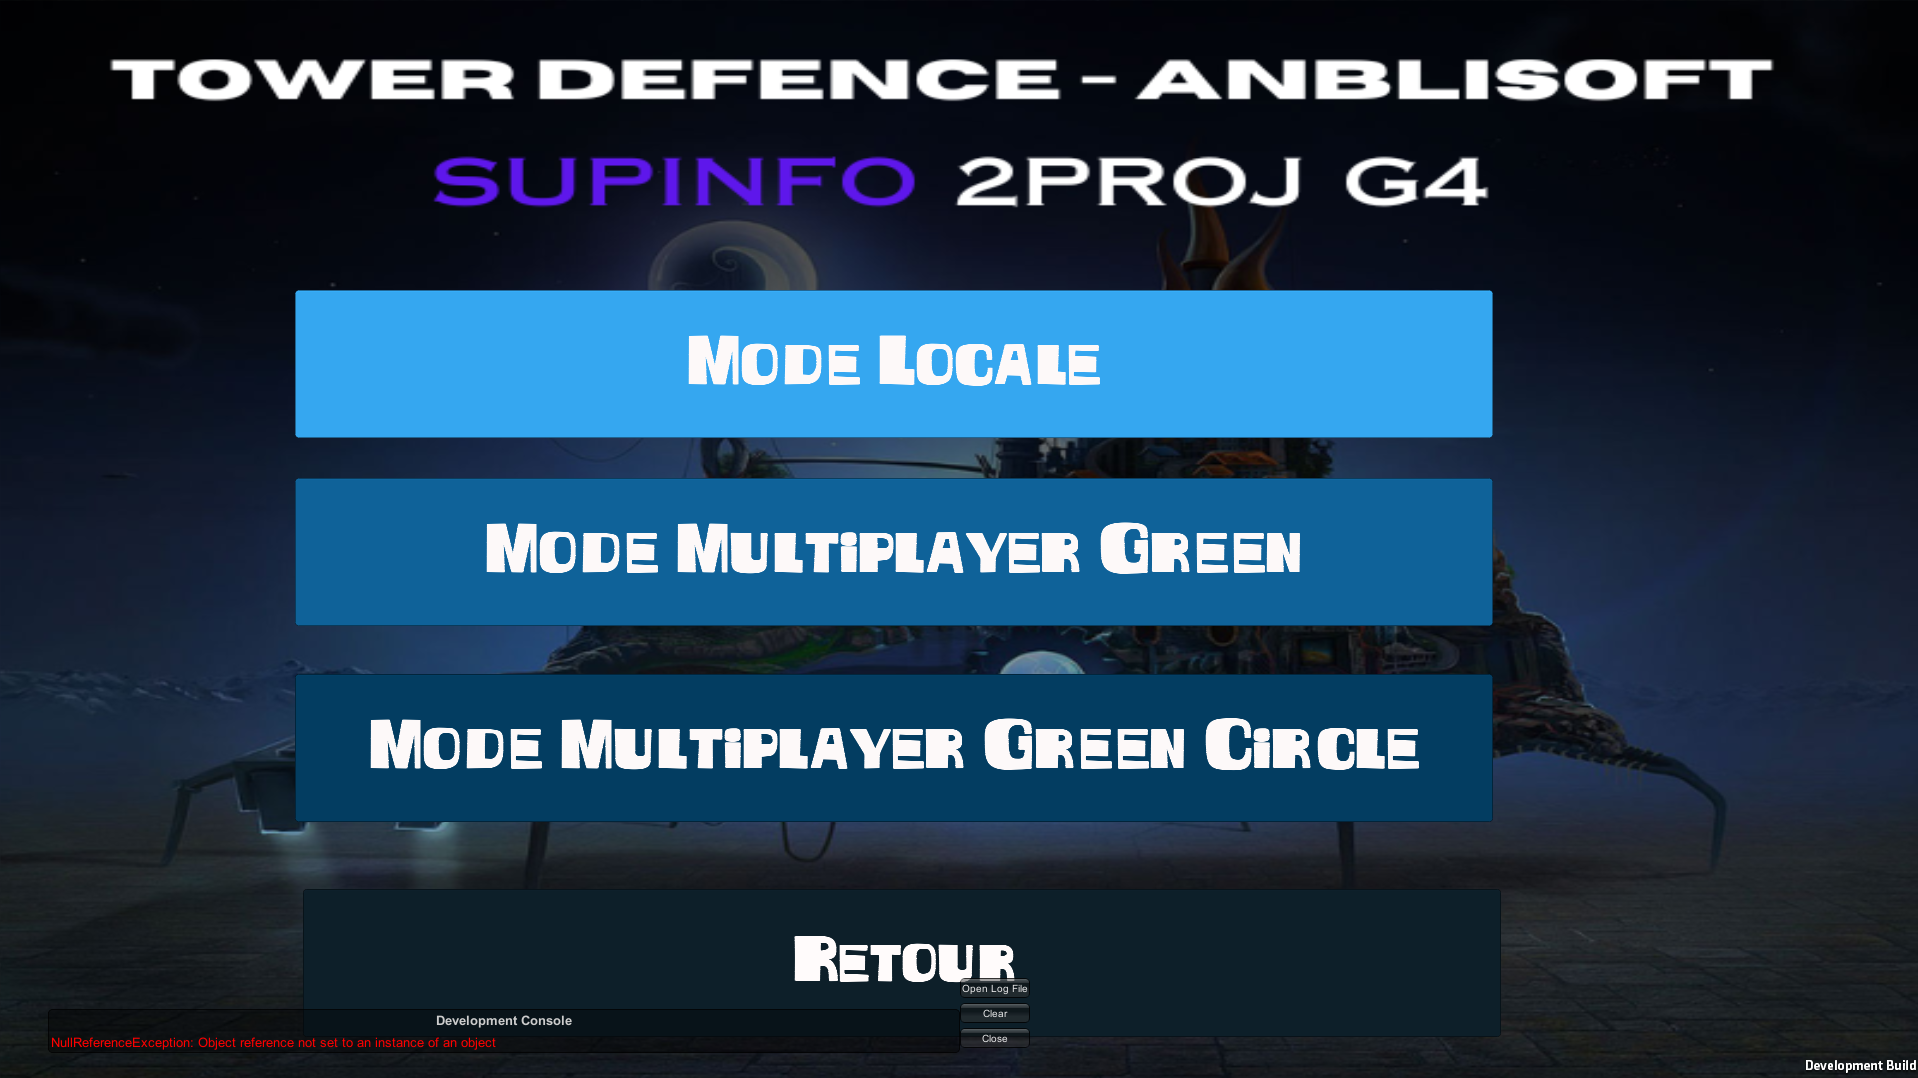 TOWER DEFENCE - ANBLISOFT
SUPINFO 2PROJ G4
Mode Locale
Mode Multiplayer Green
Mode Multiplayer Green Circle
Retour
Open Log File
Development Console
Clear
NullReferenceException: Object reference not set to an instance of an object
Close
Development Build